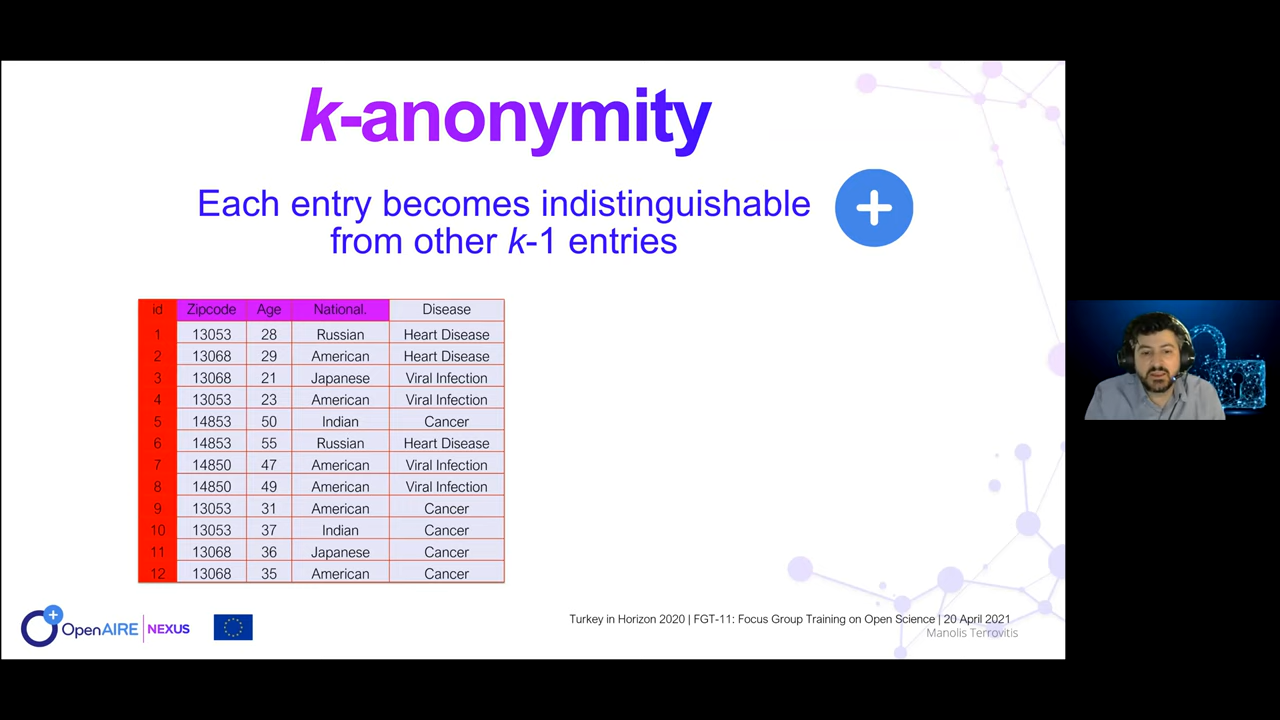 k-anonymity
Each entry becomes indistinguishable
from other k-1 entries
id Zipcode Age National. Disease
1 13053 28 Russian Heart Disease
2 13068 29 American Heart Disease
3 13068 21 Japanese Viral Infection
4 13053 23 American Viral Infection
5 14853 50 Indian Cancer
6 14853 55 Russian Heart Disease
7 14850 47 American Viral Infection
8 14850 49 American Viral Infection
9 13053 31 American Cancer
10 13053 37 Indian Cancer
11 13068 36 Japanese Cancer
12 13068 35 American Cancer
OpenAIRE NEXUS
Turkey in Horizon 2020 | FGT-11: Focus Group Training on Open Science | 20 April 2021
Manolis Terrovitis